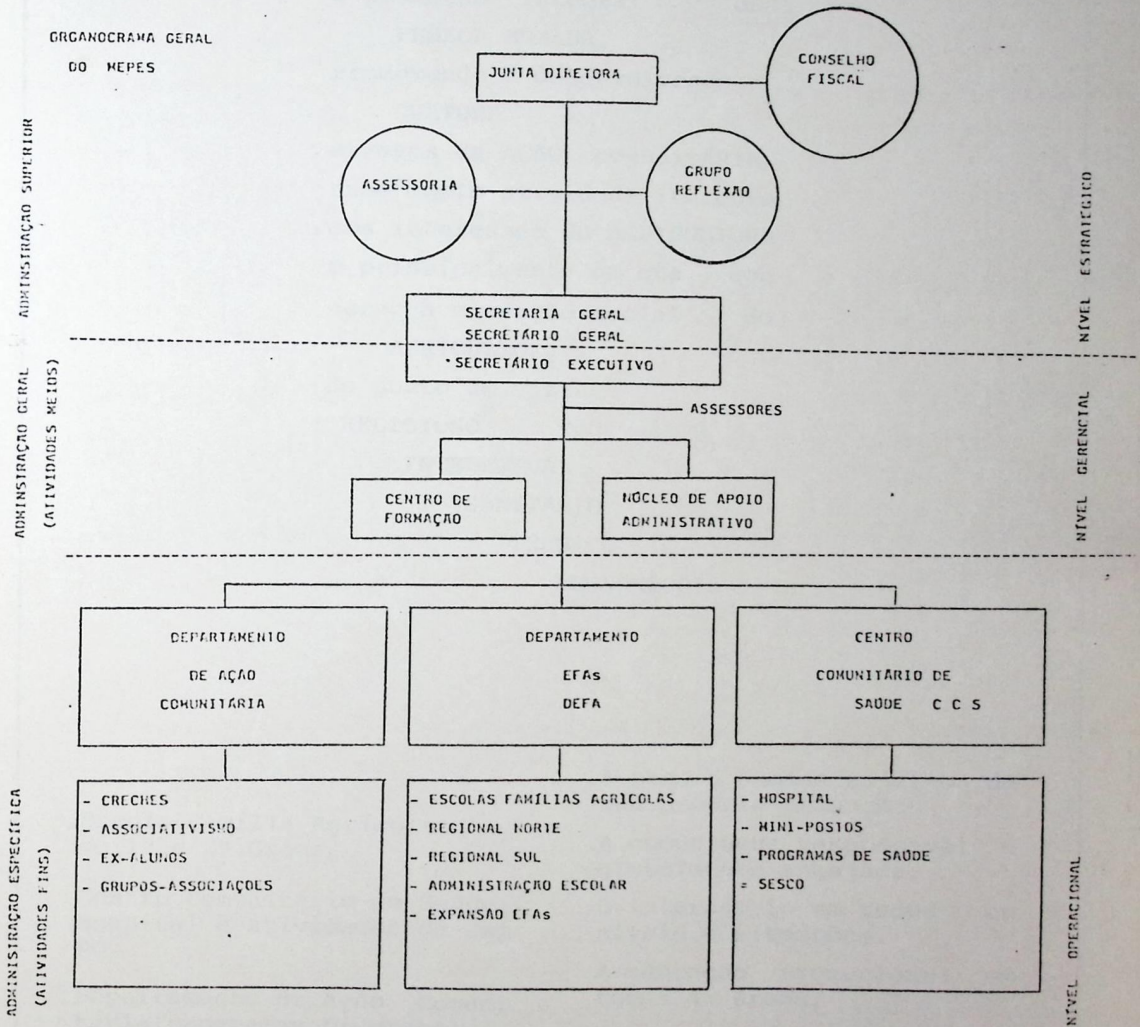 ORGANOGRAMA GERAL
DO MEPES
JUNTA DIRETORA
CONSELHO
FISCAL
ASSESSORIA
GRUPO
REFLEXÃO
SECRETARIA GERAL
SECRETÁRIO GERAL
SECRETÁRIO EXECUTIVO
ASSESSORES
CENTRO DE
FORMAÇÃO
NÚCLEO DE APOIO
ADMINISTRATIVO
DEPARTAMENTO
DE AÇÃO
COMUNITÁRIA
DEPARTAMENTO
EFAs
DEFA
CENTRO
COMUNITÁRIO DE
SAÚDE C C S
- CRECHES
- ASSOCIATIVISMO
- EX-ALUNOS
- GRUPOS-ASSOCIAÇÕES
- ESCOLAS FAMÍLIAS AGRÍCOLAS
- REGIONAL NORTE
- REGIONAL SUL
- ADMINISTRAÇÃO ESCOLAR
- EXPANSÃO EFAs
- HOSPITAL
- MINI-POSTOS
- PROGRAMAS DE SAÚDE
- SESCO
ADMINSTRAÇÃO SUPERIOR
ADMINSTRAÇÃO GERAL
(ATIVIDADES MEIOS)
ADMINISTRAÇÃO ESPECÍFICA
(ATIVIDADES FINS)
NÍVEL ESTRATÉGICO
NÍVEL GERENCIAL
NÍVEL OPERACIONAL